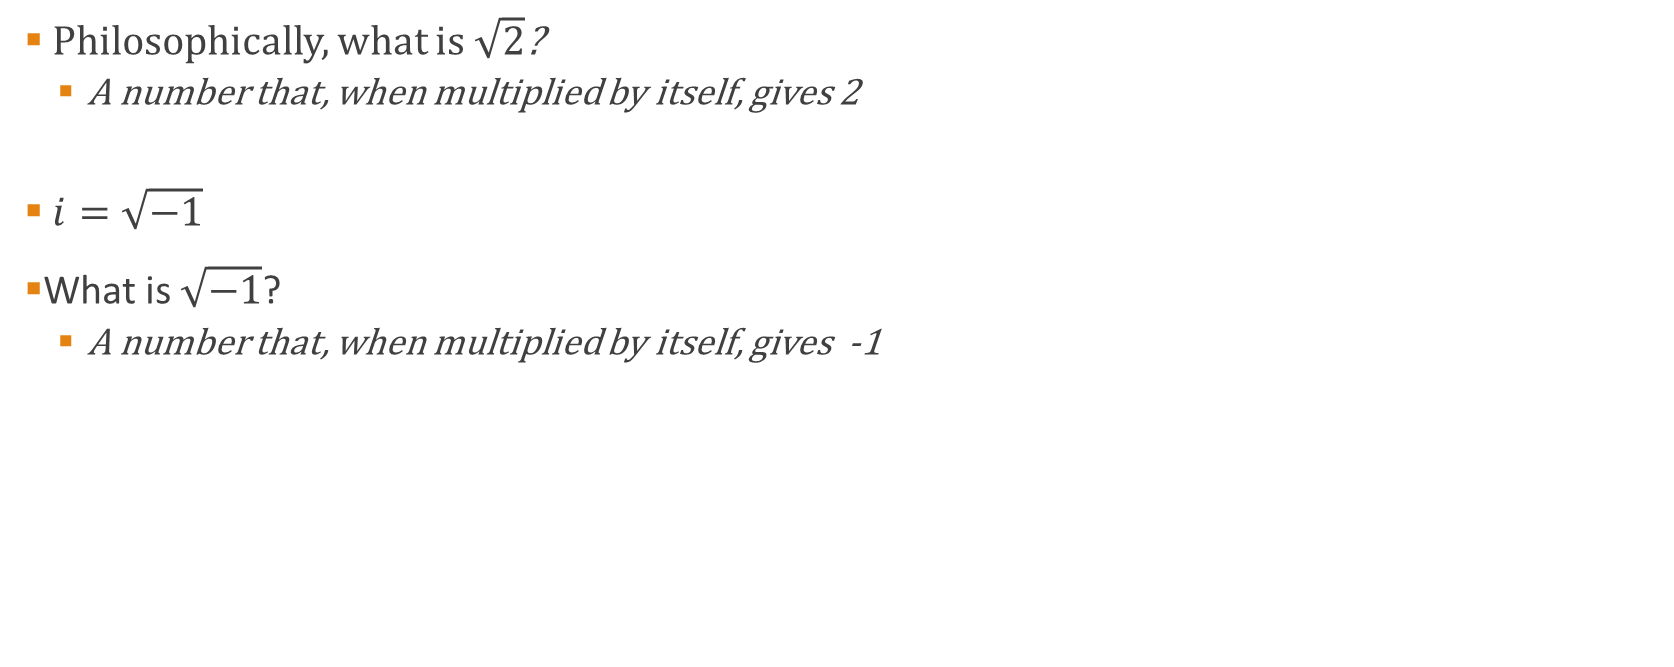 ▪ Philosophically, what is √2?
▪ A number that, when multiplied by itself, gives 2
▪ i = √−1
▪ What is √−1?
▪ A number that, when multiplied by itself, gives -1